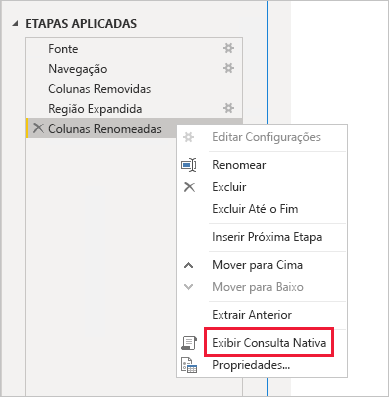 ETAPAS APLICADAS
Fonte
Navegação
Colunas Removidas
Região Expandida
Colunas Renomeadas
Editar Configurações
Renomear
Excluir
Excluir Até o Fim
Inserir Próxima Etapa
Mover para Cima
Mover para Baixo
Extrair Anterior
Exibir Consulta Nativa
Propriedades...